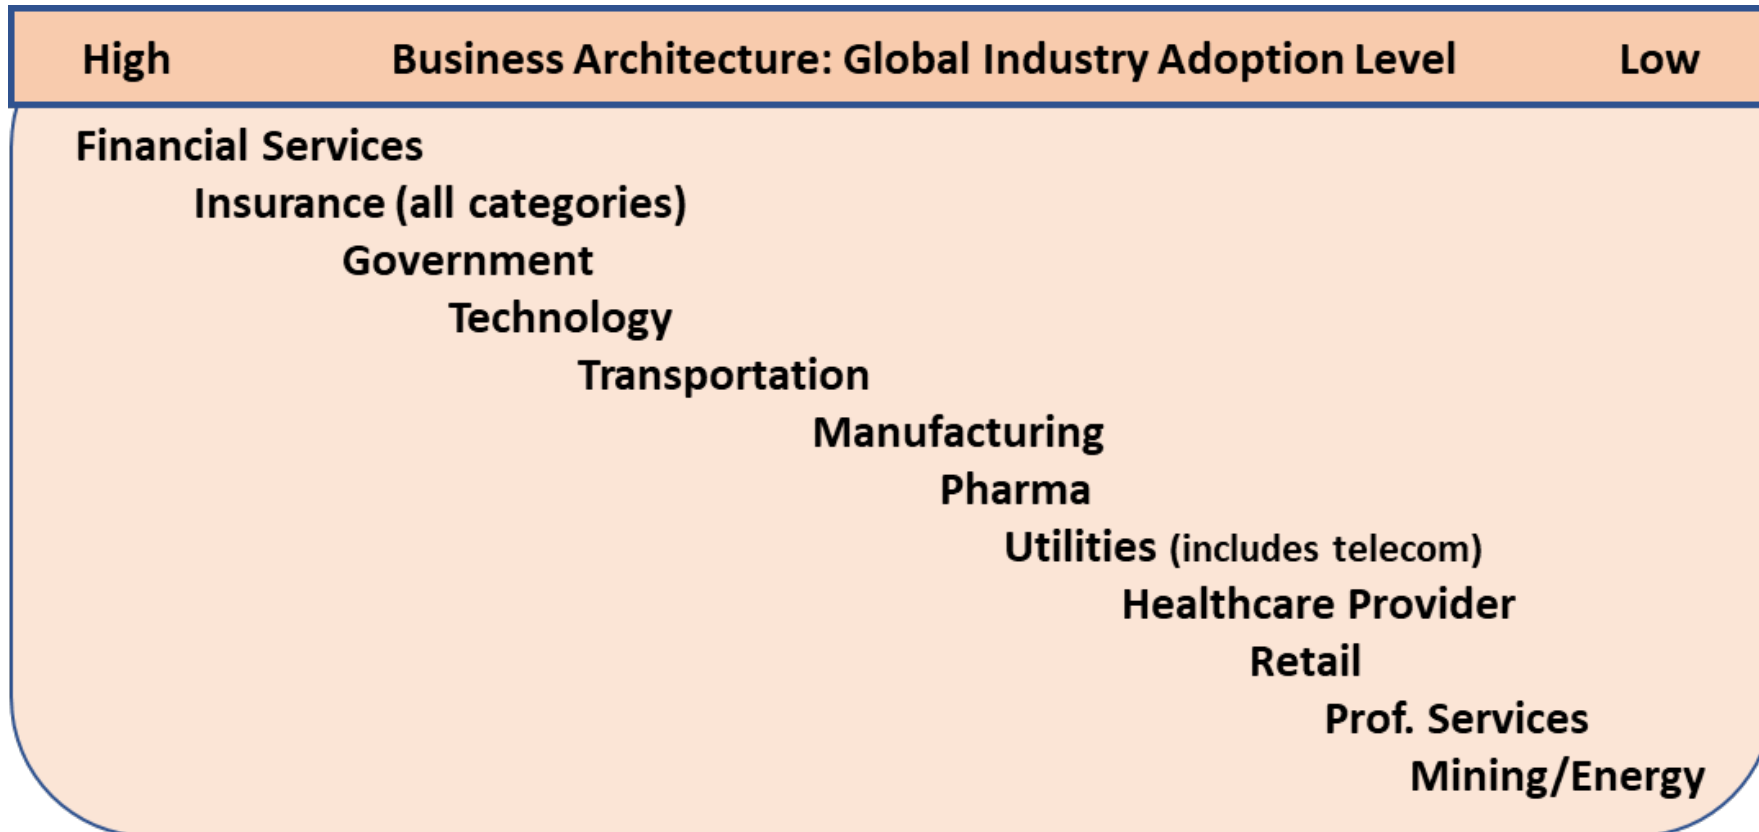 High Business Architecture: Global Industry Adoption Level Low
Financial Services
Insurance (all categories)
Government
Technology
Transportation
Manufacturing
Pharma
Utilities (includes telecom)
Healthcare Provider
Retail
Prof. Services
Mining/Energy